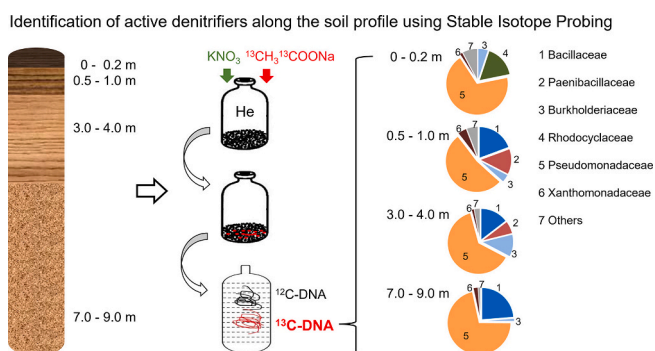 Identification of active denitrifiers along the soil profile using Stable Isotope Probing
0 - 0.2 m
0.5 - 1.0 m
3.0 - 4.0 m
7.0 - 9.0 m
KNO₃ ¹³CH₃¹³COONa
He
¹²C-DNA
¹³C-DNA
0 - 0.2 m
6 7 3 4 5
0.5 - 1.0 m
6 7 1 2 3 5
3.0 - 4.0 m
6 7 1 2 3 5
7.0 - 9.0 m
6 7 1 3 5
1 Bacillaceae
2 Paenibacillaceae
3 Burkholderiaceae
4 Rhodocyclaceae
5 Pseudomonadaceae
6 Xanthomonadaceae
7 Others